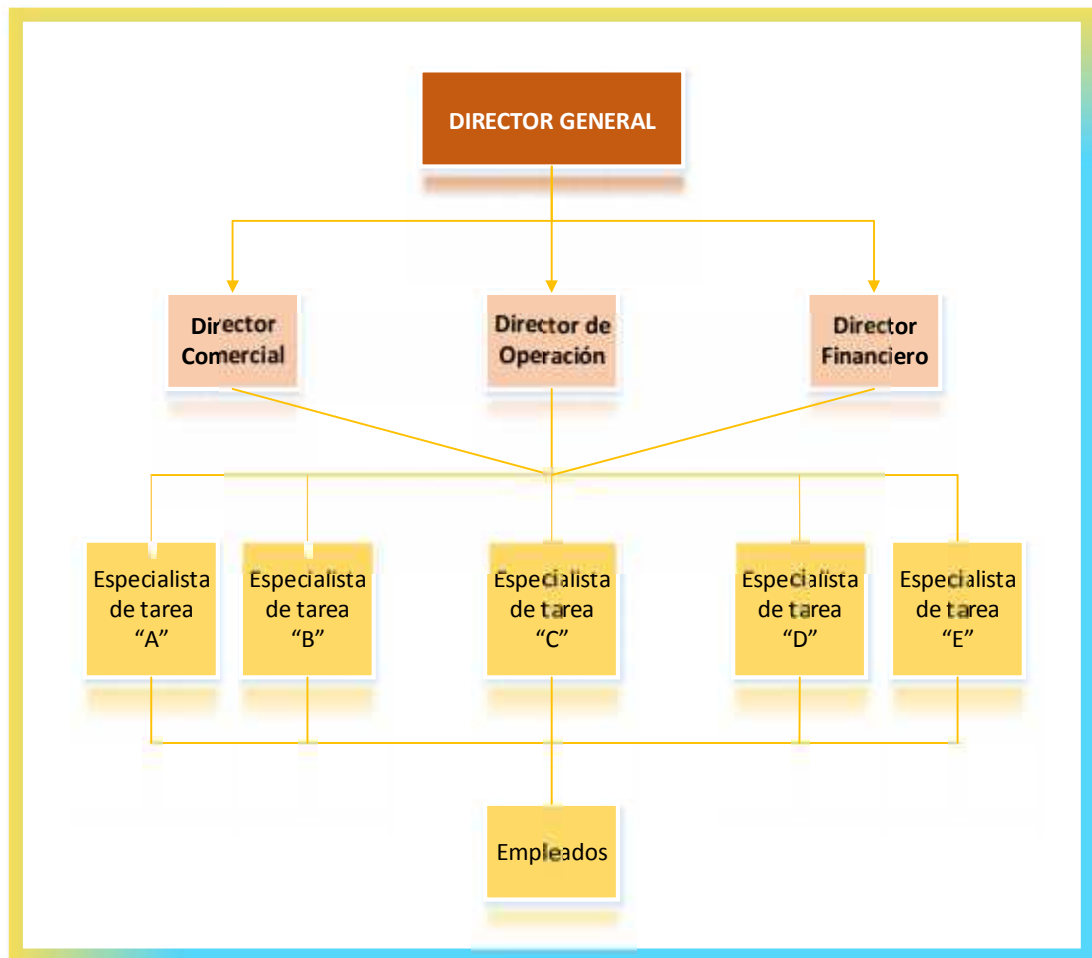 DIRECTOR GENERAL
Director
Comercial
Director de
Operación
Director
Financiero
Especialista
de tarea
“A”
Especialista
de tarea
“B”
Especialista
de tarea
“C”
Especialista
de tarea
“D”
Especialista
de tarea
“E”
Empleados